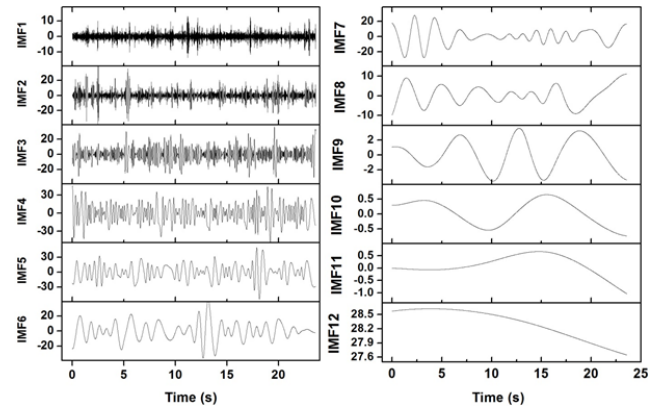 IMF1
10
0
-10
IMF2
20
0
-20
IMF3
20
0
-20
IMF4
30
0
-30
IMF5
30
0
-30
IMF6
20
0
-20
0 5 10 15 20
Time (s)
IMF7
20
0
-20
IMF8
10
0
-10
IMF9
2
0
-2
IMF10
0.5
0.0
-0.5
IMF11
0.5
0.0
-0.5
-1.0
IMF12
28.5
28.2
27.9
27.6
0 5 10 15 20 25
Time (s)